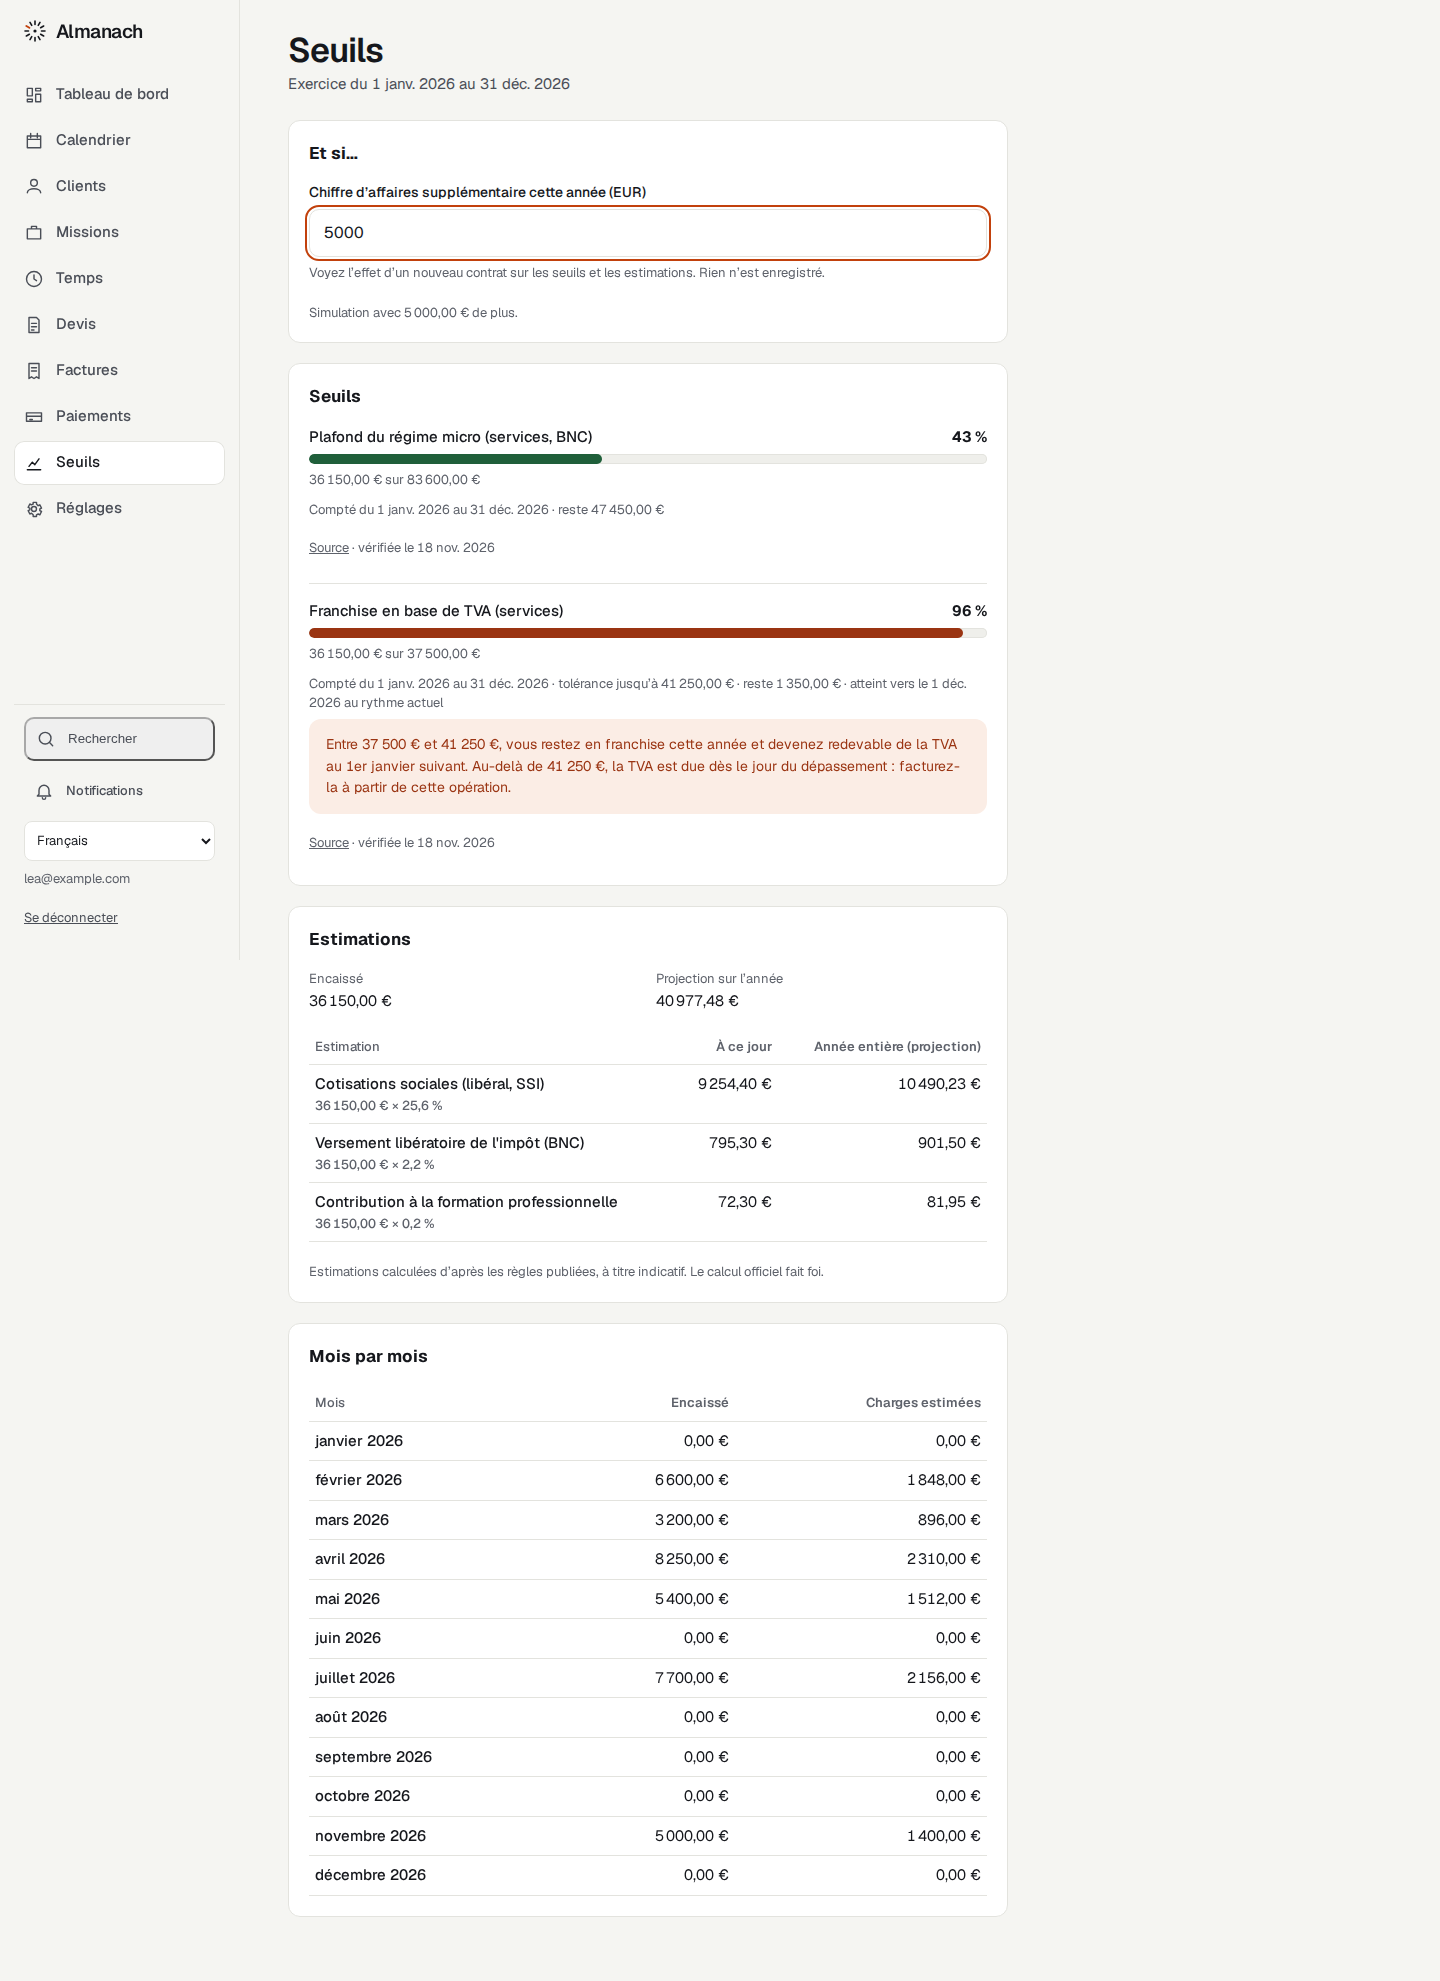 Almanach
Tableau de bord
Calendrier
Clients
Missions
Temps
Devis
Factures
Paiements
Seuils
Réglages
Rechercher
Notifications
Français
lea@example.com
Se déconnecter
Seuils
Exercice du 1 janv. 2026 au 31 déc. 2026
Et si…
Chiffre d’affaires supplémentaire cette année (EUR)
5000
Voyez l’effet d’un nouveau contrat sur les seuils et les estimations. Rien n’est enregistré.
Simulation avec 5 000,00 € de plus.
Seuils
Plafond du régime micro (services, BNC) 43 %
36 150,00 € sur 83 600,00 €
Compté du 1 janv. 2026 au 31 déc. 2026 · reste 47 450,00 €
Source · vérifiée le 18 nov. 2026
Franchise en base de TVA (services) 96 %
36 150,00 € sur 37 500,00 €
Compté du 1 janv. 2026 au 31 déc. 2026 · tolérance jusqu’à 41 250,00 € · reste 1 350,00 € · atteint vers le 1 déc.
2026 au rythme actuel
Entre 37 500 € et 41 250 €, vous restez en franchise cette année et devenez redevable de la TVA
au 1er janvier suivant. Au-delà de 41 250 €, la TVA est due dès le jour du dépassement : facturez-
la à partir de cette opération.
Source · vérifiée le 18 nov. 2026
Estimations
Encaissé Projection sur l’année
36 150,00 € 40 977,48 €
Estimation À ce jour Année entière (projection)
Cotisations sociales (libéral, SSI) 9 254,40 € 10 490,23 €
36 150,00 € × 25,6 %
Versement libératoire de l'impôt (BNC) 795,30 € 901,50 €
36 150,00 € × 2,2 %
Contribution à la formation professionnelle 72,30 € 81,95 €
36 150,00 € × 0,2 %
Estimations calculées d’après les règles publiées, à titre indicatif. Le calcul officiel fait foi.
Mois par mois
Mois Encaissé Charges estimées
janvier 2026 0,00 € 0,00 €
février 2026 6 600,00 € 1 848,00 €
mars 2026 3 200,00 € 896,00 €
avril 2026 8 250,00 € 2 310,00 €
mai 2026 5 400,00 € 1 512,00 €
juin 2026 0,00 € 0,00 €
juillet 2026 7 700,00 € 2 156,00 €
août 2026 0,00 € 0,00 €
septembre 2026 0,00 € 0,00 €
octobre 2026 0,00 € 0,00 €
novembre 2026 5 000,00 € 1 400,00 €
décembre 2026 0,00 € 0,00 €